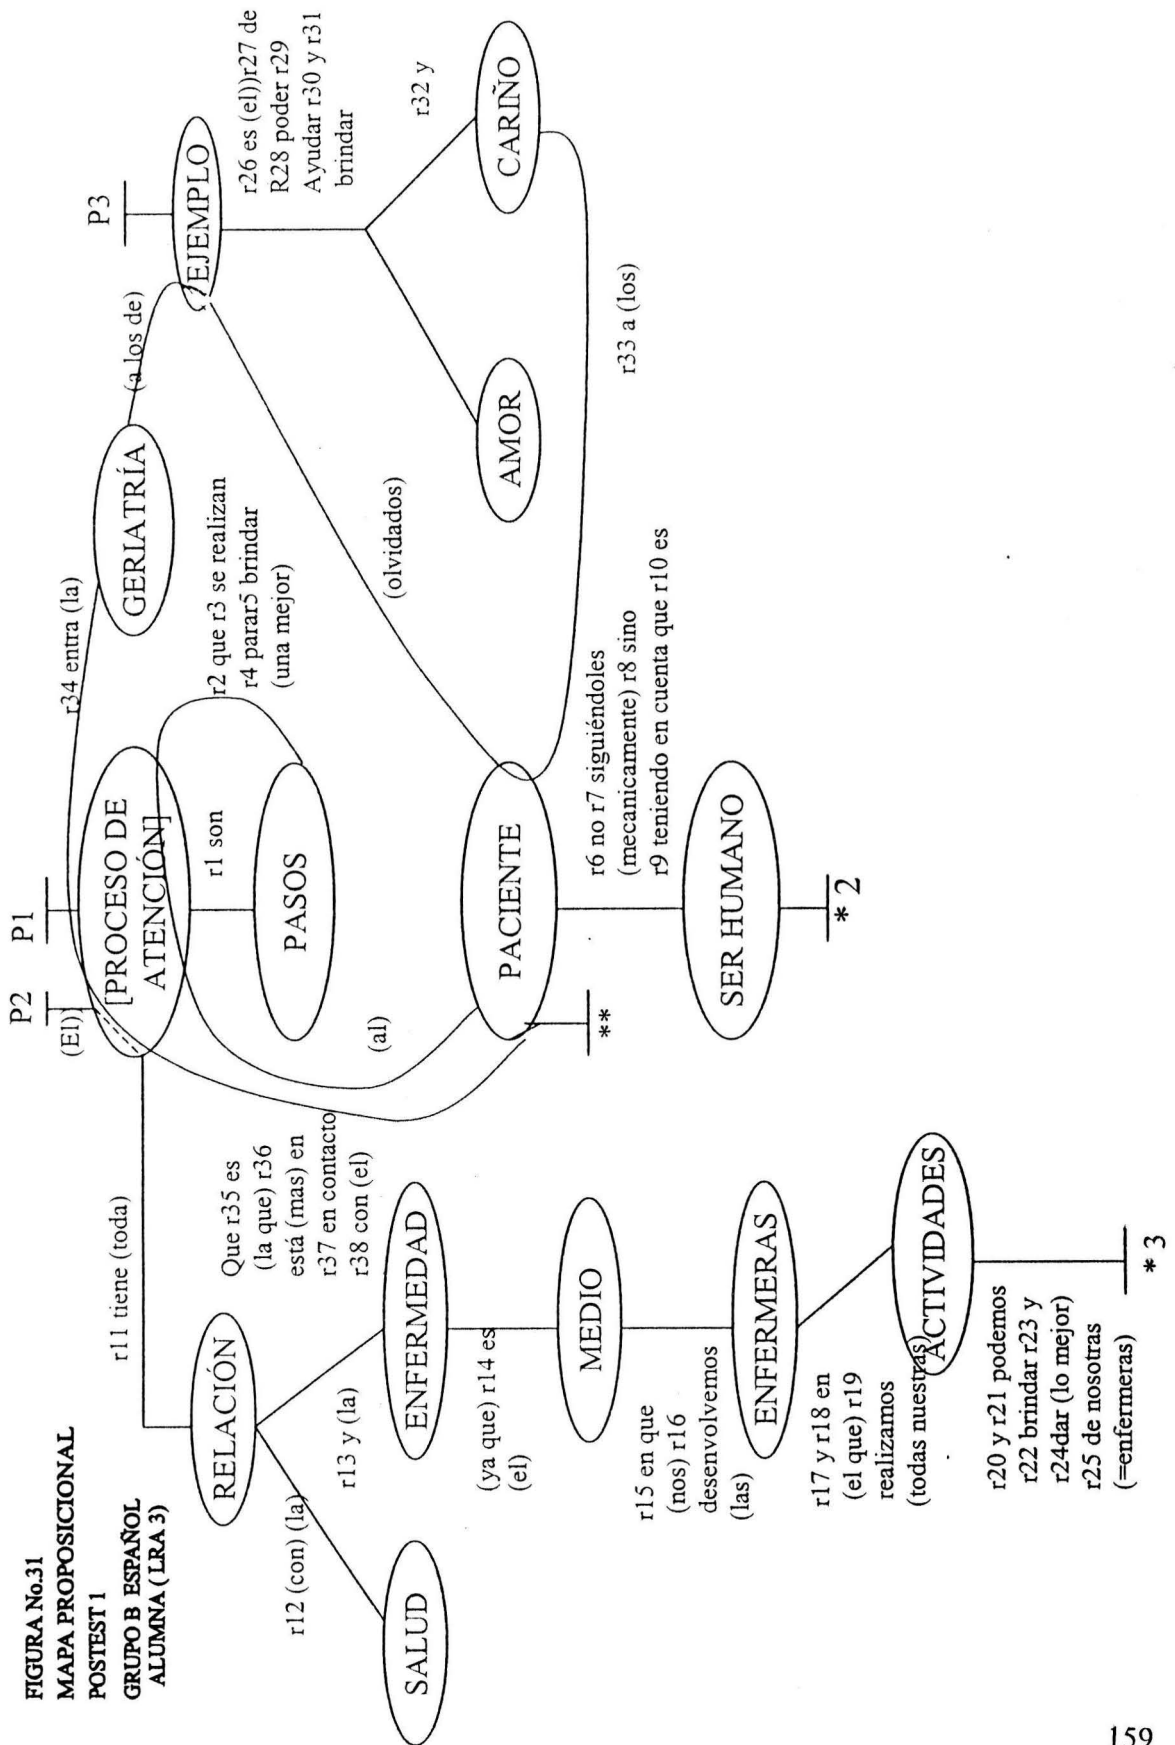 FIGURA No.31
MAPA PROPOSICIONAL
POSTEST 1
GRUPO B ESPAÑOL
ALUMNA ( LRA 3)
P2
P1
(El)
[PROCESO DE
ATENCIÓN]
r11 tiene (toda)
r1 son
PASOS
r2 que r3 se realizan
r4 parar5 brindar
(una mejor)
r34 entra (la)
GERIATRÍA
(a los de)
P3
EJEMPLO
r26 es (el))r27 de
R28 poder r29
Ayudar r30 y r31
brindar
r32 y
AMOR
CARIÑO
r33 a (los)
(olvidados)
(al)
PACIENTE
**
r6 no r7 siguiéndoles
(mecanicamente) r8 sino
r9 teniendo en cuenta que r10 es
SER HUMANO
* 2
RELACIÓN
Que r35 es
(la que) r36
está (mas) en
r37 en contacto
r38 con (el)
r12 (con) (la)
r13 y (la)
SALUD
ENFERMEDAD
(ya que) r14 es
(el)
MEDIO
r15 en que
(nos) r16
desenvolvemos
(las)
ENFERMERAS
r17 y r18 en
(el que) r19
realizamos
(todas nuestras)
ACTIVIDADES
r20 y r21 podemos
r22 brindar r23 y
r24dar (lo mejor)
r25 de nosotras
(=enfermeras)
* 3
159